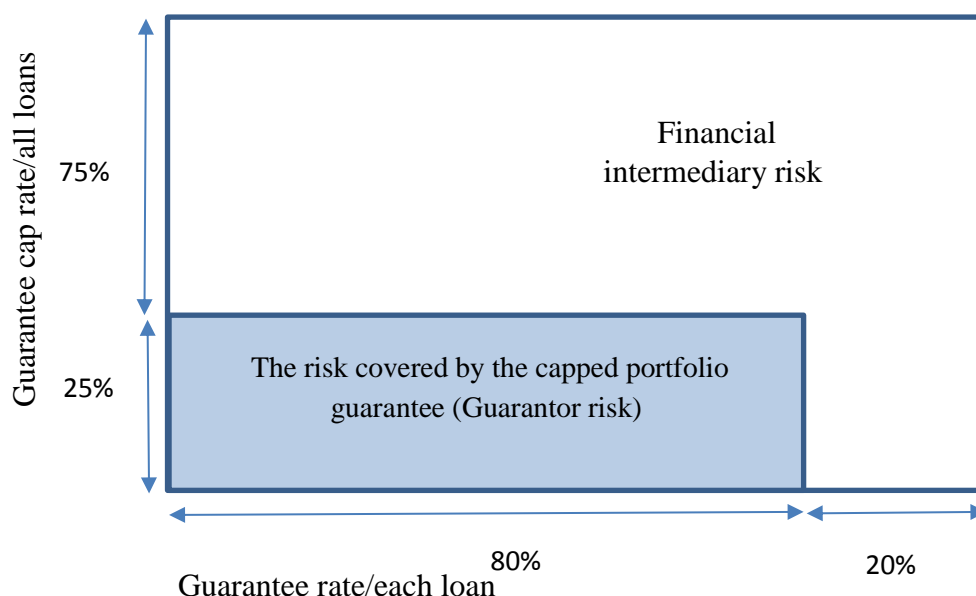 Guarantee cap rate/all loans
75%
25%
Financial
intermediary risk
The risk covered by the capped portfolio
guarantee (Guarantor risk)
80%
20%
Guarantee rate/each loan